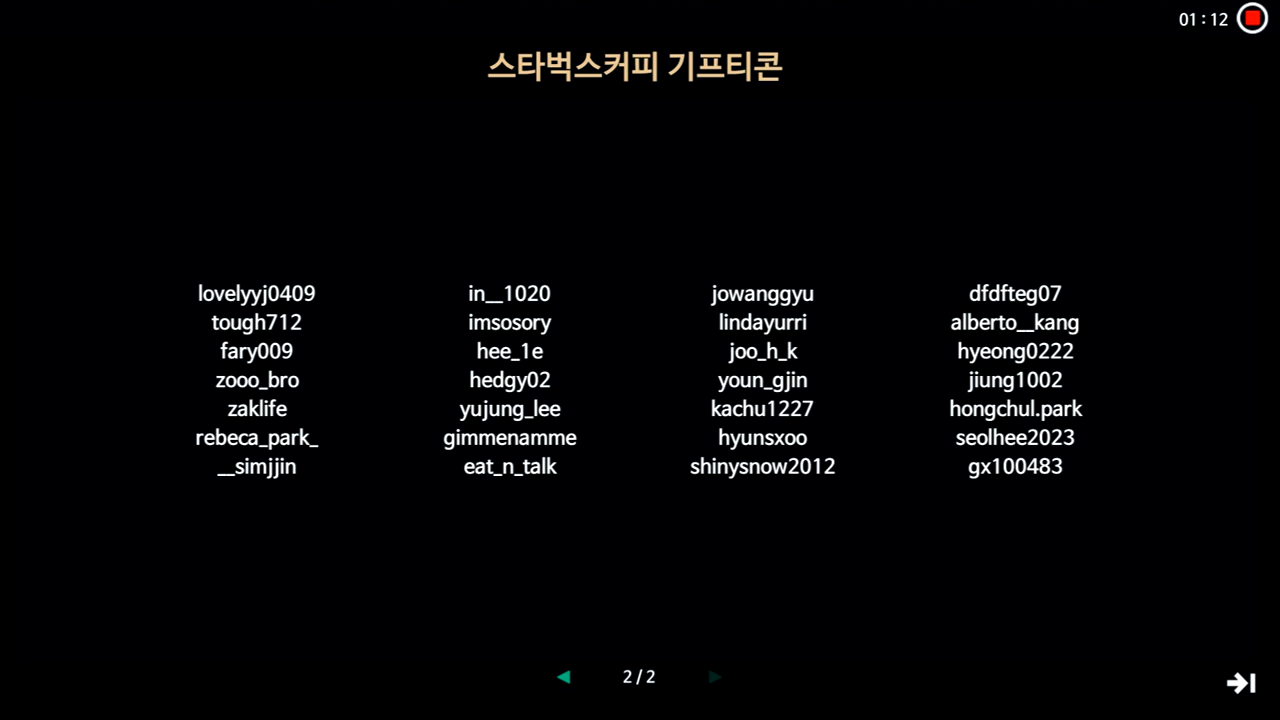 01:12
스타벅스커피 기프티콘
lovelyyj0409 in__1020 jowanggyu dfdfteg07
tough712 imsosory lindayurri alberto__kang
fary009 hee_1e joo_h_k hyeong0222
zooo_bro hedgy02 youn_gjin jiung1002
zaklife yujung_lee kachu1227 hongchul.park
rebeca_park_ gimmenamme hyunsxoo seolhee2023
__simjjin eat_n_talk shinysnow2012 gx100483
2/2